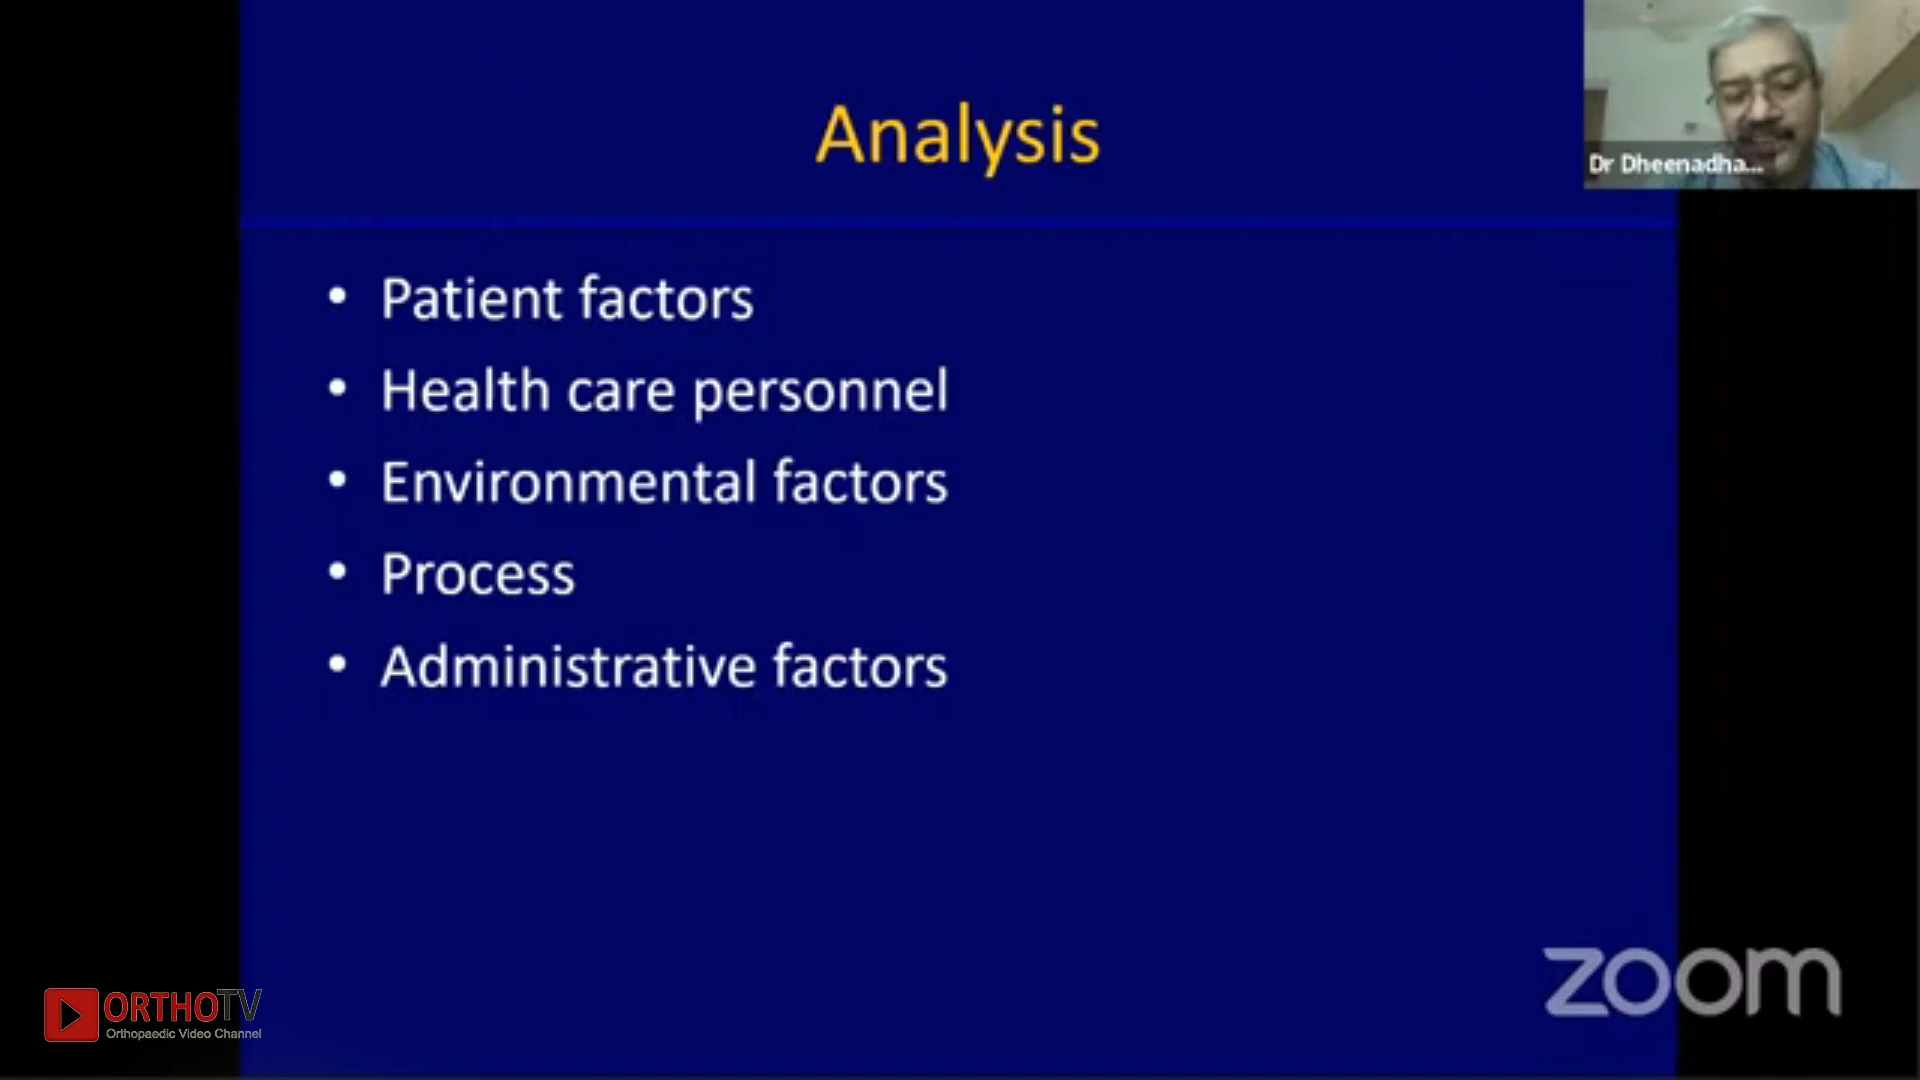 Analysis
Dr Dheenadha...
• Patient factors
• Health care personnel
• Environmental factors
• Process
• Administrative factors
zoom
ORTHOTV
Orthopaedic Video Channel